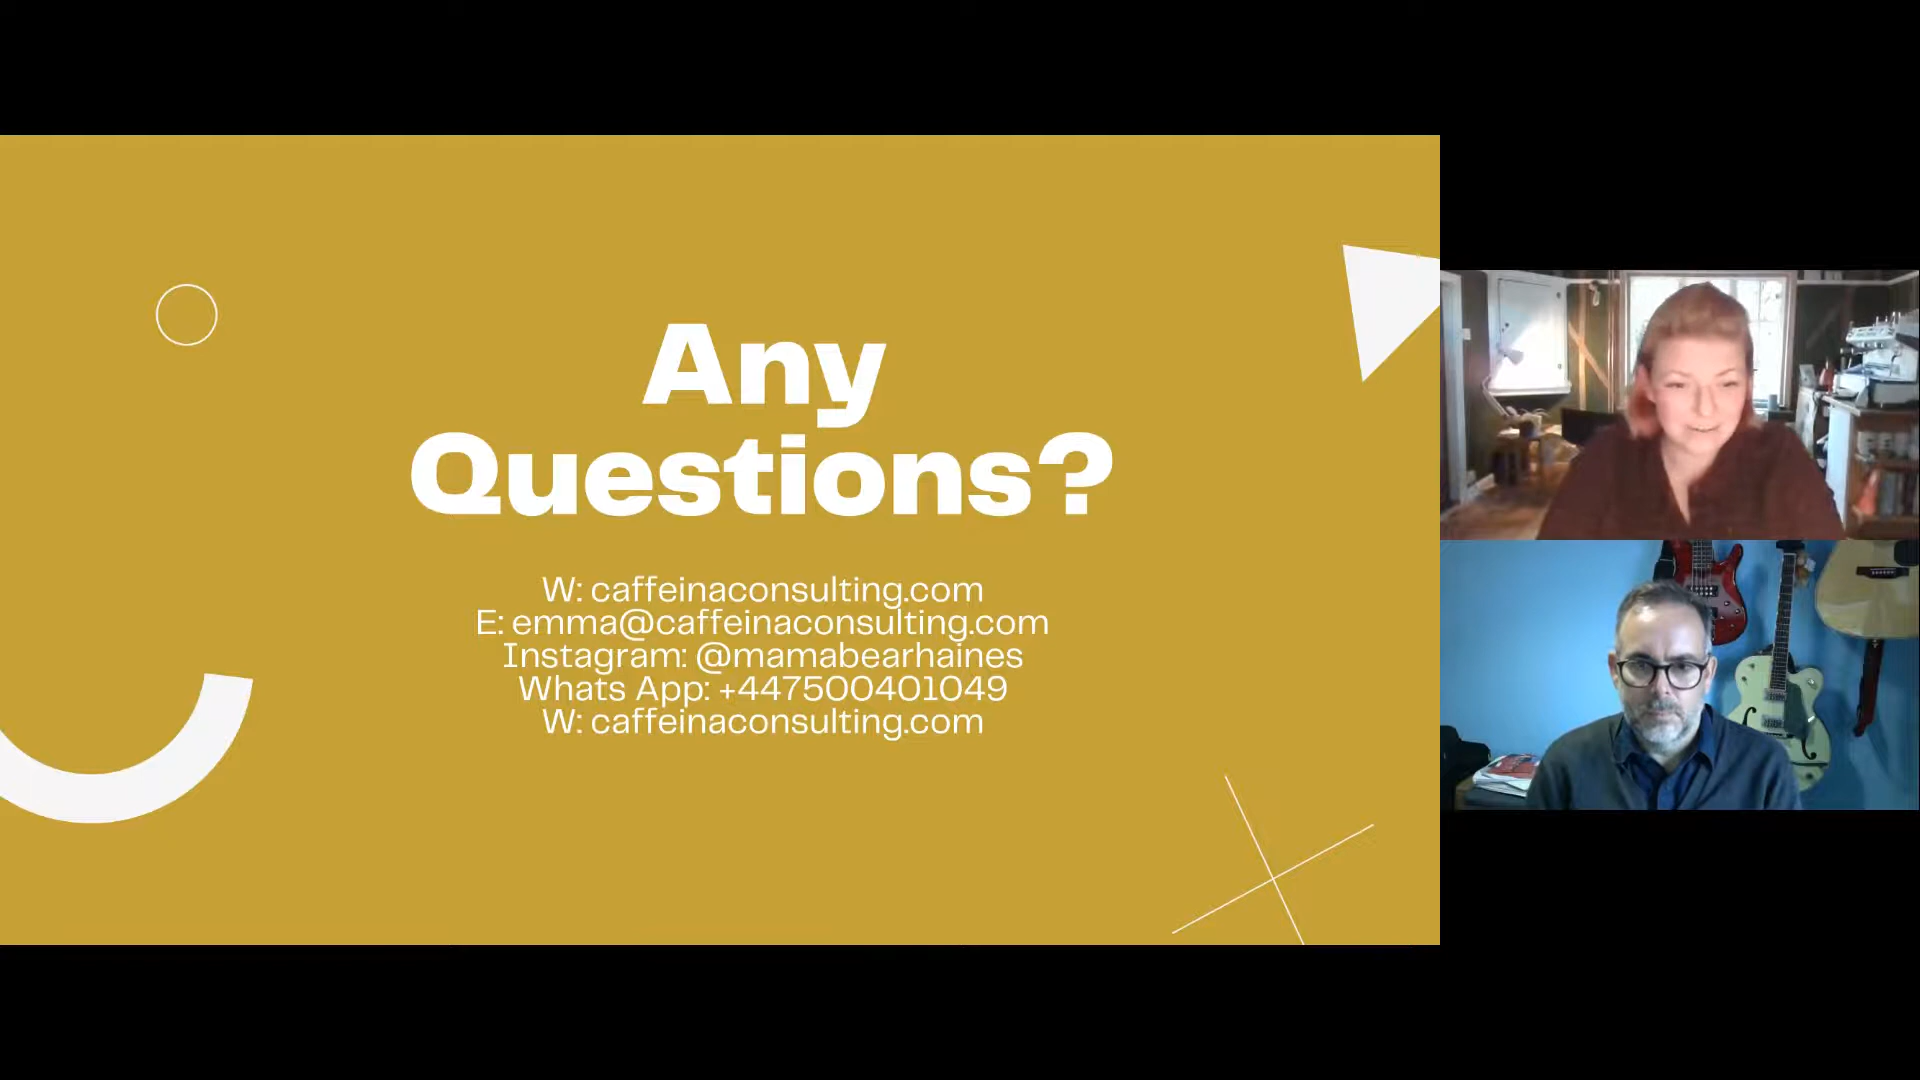 Any
Questions?
W: caffeinaconsulting.com
E: emma@caffeinaconsulting.com
Instagram: @mamabearhaines
Whats App: +447500401049
W: caffeinaconsulting.com